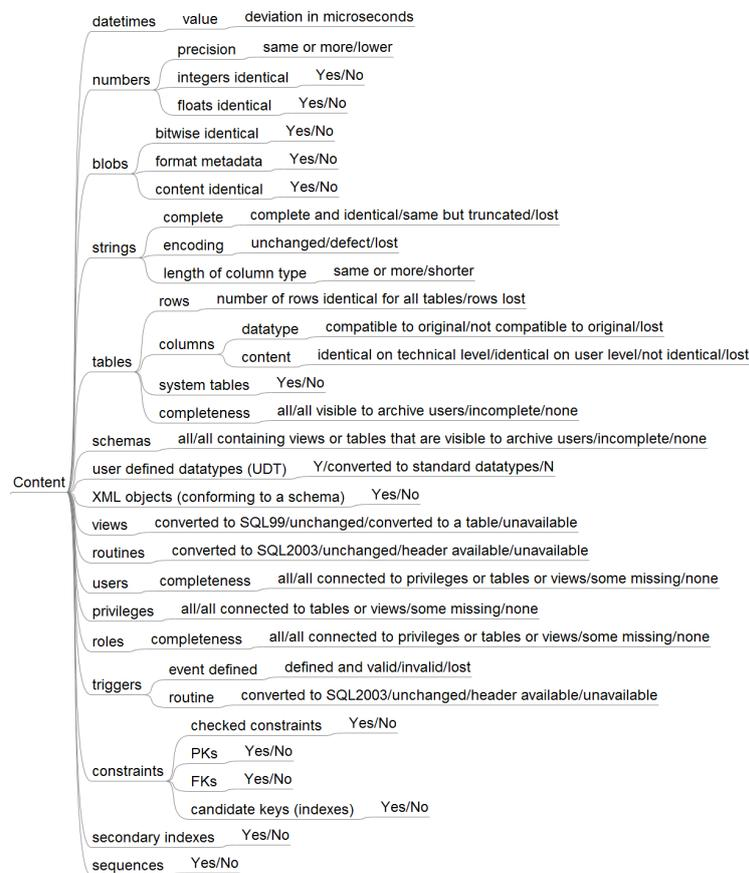 datetimes value deviation in microseconds
precision same or more/lower
numbers integers identical Yes/No
floats identical Yes/No
bitwise identical Yes/No
blobs format metadata Yes/No
content identical Yes/No
complete complete and identical/same but truncated/lost
strings encoding unchanged/defect/lost
length of column type same or more/shorter
rows number of rows identical for all tables/rows lost
datatype compatible to original/not compatible to original/lost
columns
content identical on technical level/identical on user level/not identical/lost
tables
system tables Yes/No
completeness all/all visible to archive users/incomplete/none
schemas all/all containing views or tables that are visible to archive users/incomplete/none
user defined datatypes (UDT) Y/converted to standard datatypes/N
Content
XML objects (conforming to a schema) Yes/No
views converted to SQL99/unchanged/converted to a table/unavailable
routines converted to SQL2003/unchanged/header available/unavailable
users completeness all/all connected to privileges or tables or views/some missing/none
privileges all/all connected to tables or views/some missing/none
roles completeness all/all connected to privileges or tables or views/some missing/none
event defined defined and valid/invalid/lost
triggers
routine converted to SQL2003/unchanged/header available/unavailable
checked constraints Yes/No
PKs Yes/No
constraints
FKs Yes/No
candidate keys (indexes) Yes/No
secondary indexes Yes/No
sequences Yes/No